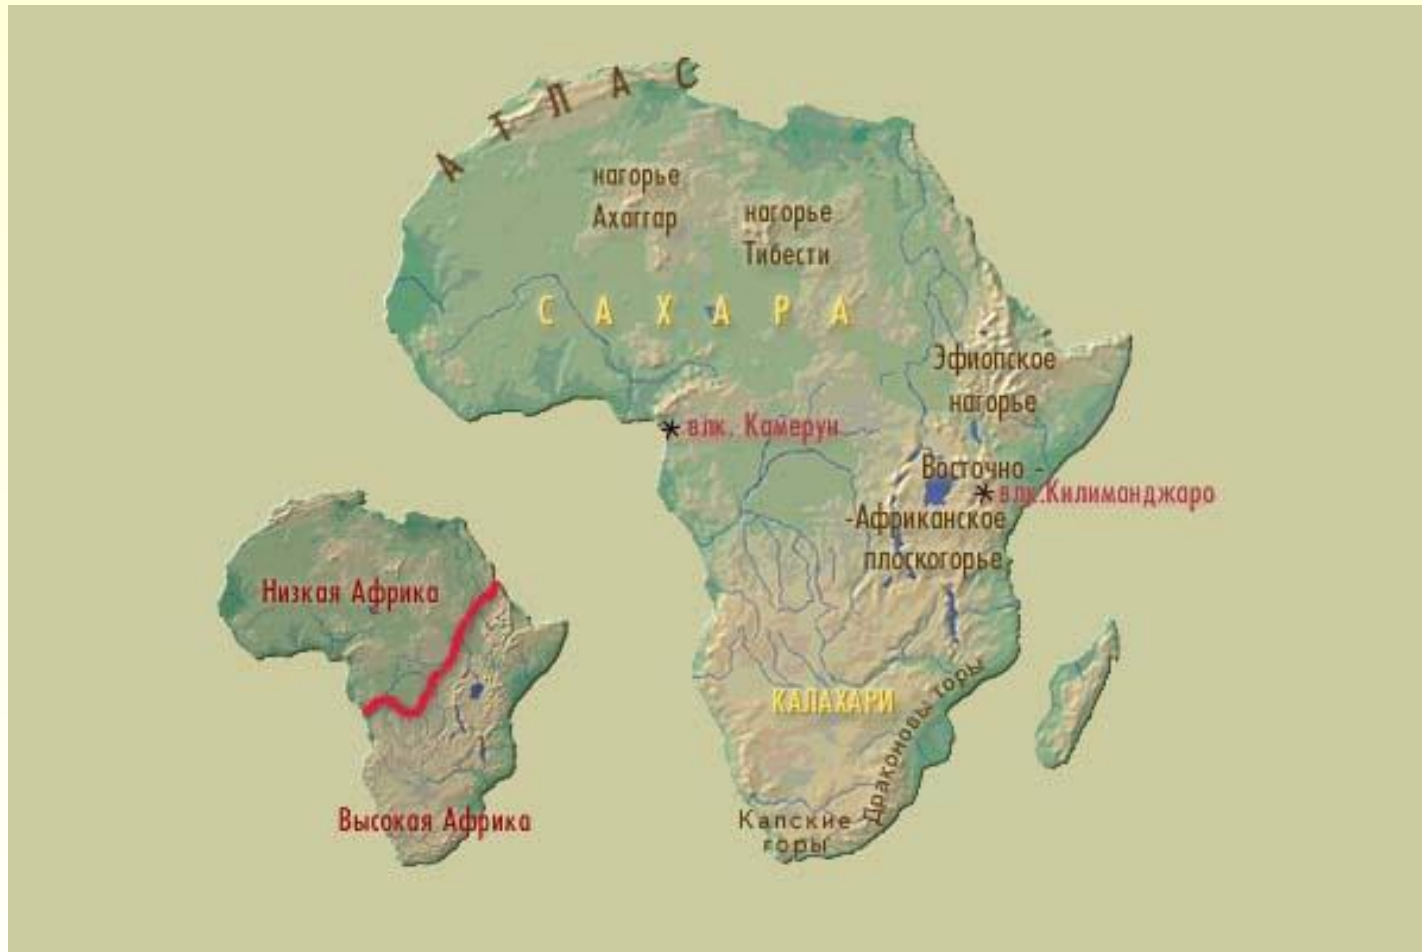 АТЛАС
нагорье
Ахаггар
нагорье
Тибести
САХАРА
Эфиопское
нагорье
влк. Камерун
Восточно -
влк.Килиманджаро
-Африканское
плоскогорье
Низкая Африка
Высокая Африка
КАЛАХАРИ
Драконовы горы
Капские
горы